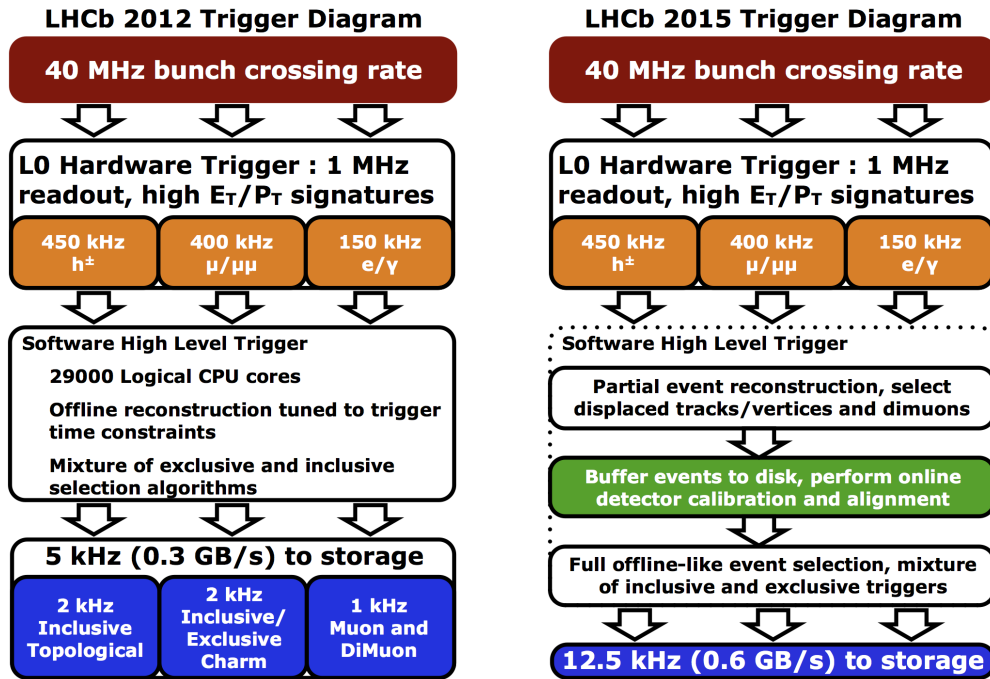 LHCb 2012 Trigger Diagram
40 MHz bunch crossing rate
L0 Hardware Trigger : 1 MHz
readout, high Eᴛ/Pᴛ signatures
450 kHz
h±
400 kHz
µ/µµ
150 kHz
e/γ
Software High Level Trigger
29000 Logical CPU cores
Offline reconstruction tuned to trigger
time constraints
Mixture of exclusive and inclusive
selection algorithms
5 kHz (0.3 GB/s) to storage
2 kHz
Inclusive
Topological
2 kHz
Inclusive/
Exclusive
Charm
1 kHz
Muon and
DiMuon
LHCb 2015 Trigger Diagram
40 MHz bunch crossing rate
L0 Hardware Trigger : 1 MHz
readout, high Eᴛ/Pᴛ signatures
450 kHz
h±
400 kHz
µ/µµ
150 kHz
e/γ
Software High Level Trigger
Partial event reconstruction, select
displaced tracks/vertices and dimuons
Buffer events to disk, perform online
detector calibration and alignment
Full offline-like event selection, mixture
of inclusive and exclusive triggers
12.5 kHz (0.6 GB/s) to storage